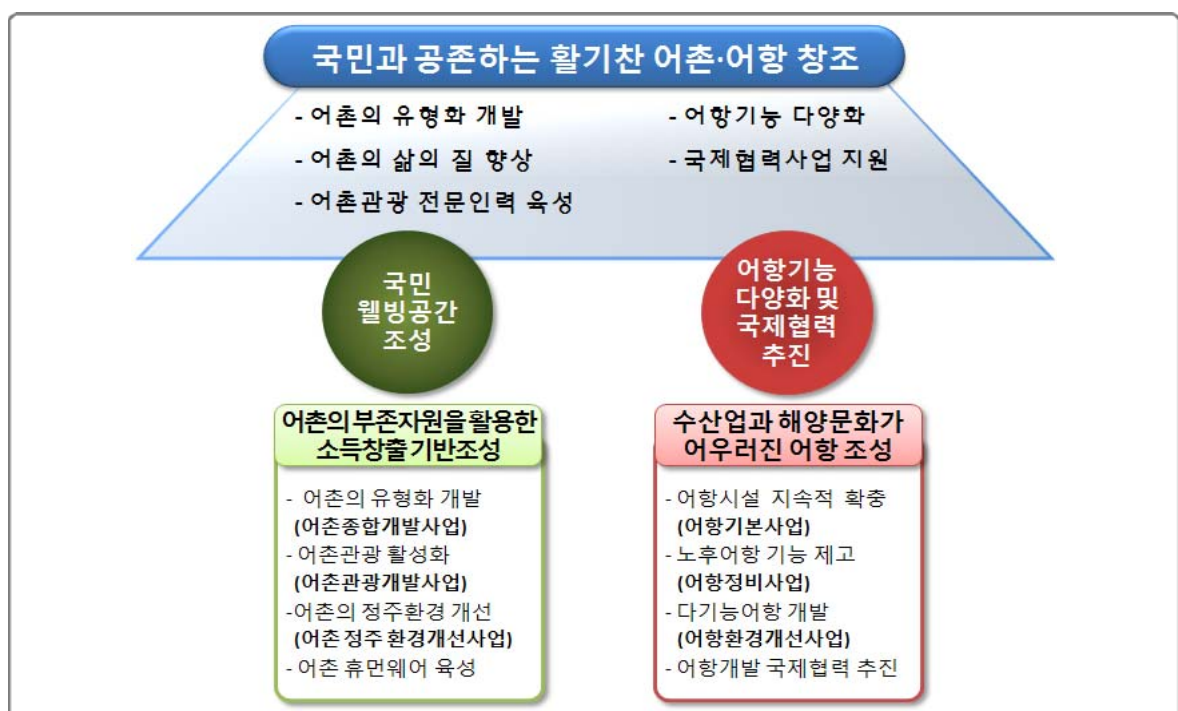 국민과 공존하는 활기찬 어촌·어항 창조
- 어촌의 유형화 개발
- 어촌의 삶의 질 향상
- 어촌관광 전문인력 육성
- 어항기능 다양화
- 국제협력사업 지원
국민
웰빙공간
조성
어항기능
다양화 및
국제협력
추진
어촌의 부존자원을 활용한
소득창출 기반조성
- 어촌의 유형화 개발
(어촌종합개발사업)
- 어촌관광 활성화
(어촌관광개발사업)
-어촌의 정주환경 개선
(어촌 정주 환경개선사업)
- 어촌 휴먼웨어 육성
수산업과 해양문화가
어우러진 어항 조성
- 어항시설 지속적 확충
(어항기본사업)
- 노후어항 기능 제고
(어항정비사업)
- 다기능어항 개발
(어항환경개선사업)
- 어항개발 국제협력 추진